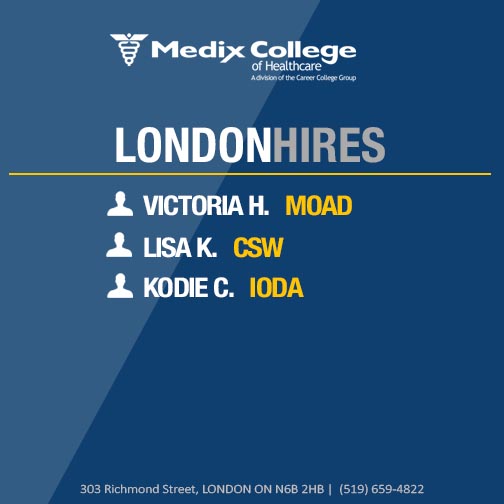 Medix College
of Healthcare
A division of the Career College Group
LONDONHIRES
VICTORIA H. MOAD
LISA K. CSW
KODIE C. IODA
303 Richmond Street, LONDON ON N6B 2HB | (519) 659-4822